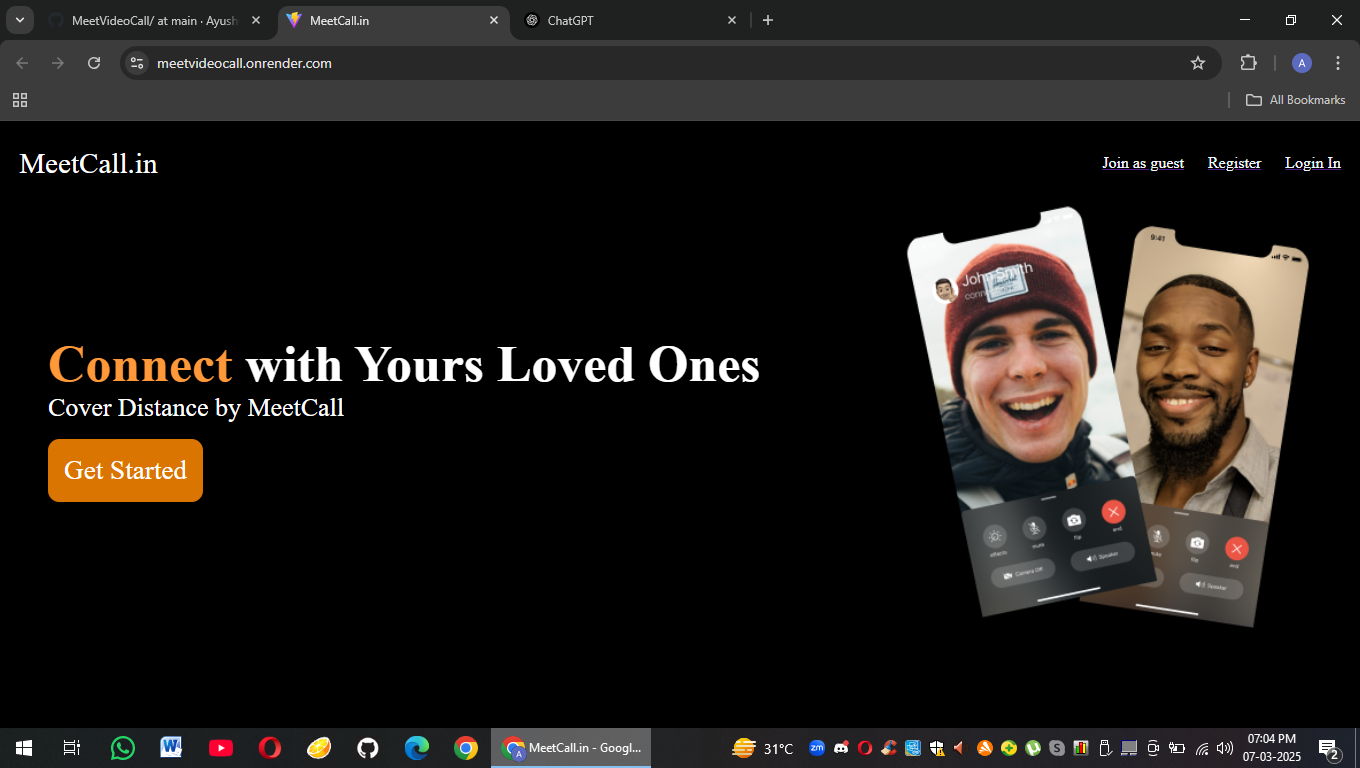 MeetVideoCall/ at main · Ayush
MeetCall.in
ChatGPT
meetvideocall.onrender.com
A
All Bookmarks
MeetCall.in
Join as guest
Register
Login In
John Smith
9:41
Connect with Yours Loved Ones
Cover Distance by MeetCall
Get Started
effects
mute
flip
end
Camera Off
Speaker
mute
flip
end
Speaker
MeetCall.in - Googl...
31°C
zm
07:04 PM
07-03-2025
2